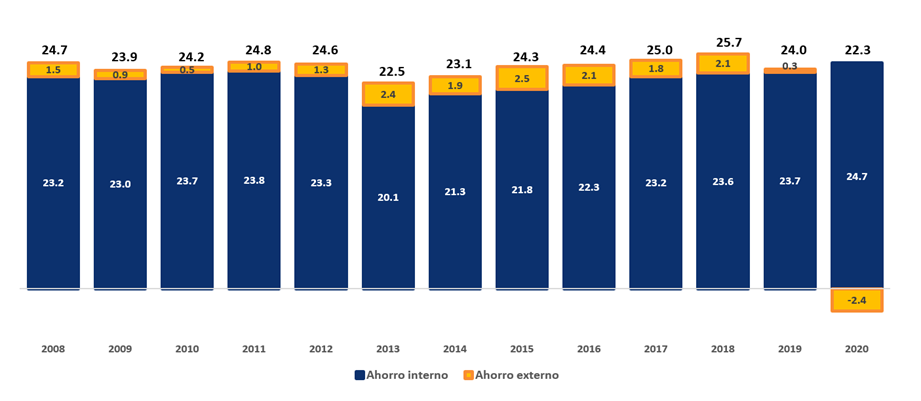 24.7 23.9 24.2 24.8 24.6 22.5 23.1 24.3 24.4 25.0 25.7 24.0 22.3
1.5 0.9 0.5 1.0 1.3 2.4 1.9 2.5 2.1 1.8 2.1 0.3
23.2 23.0 23.7 23.8 23.3 20.1 21.3 21.8 22.3 23.2 23.6 23.7 24.7
-2.4
2008 2009 2010 2011 2012 2013 2014 2015 2016 2017 2018 2019 2020
Ahorro interno Ahorro externo